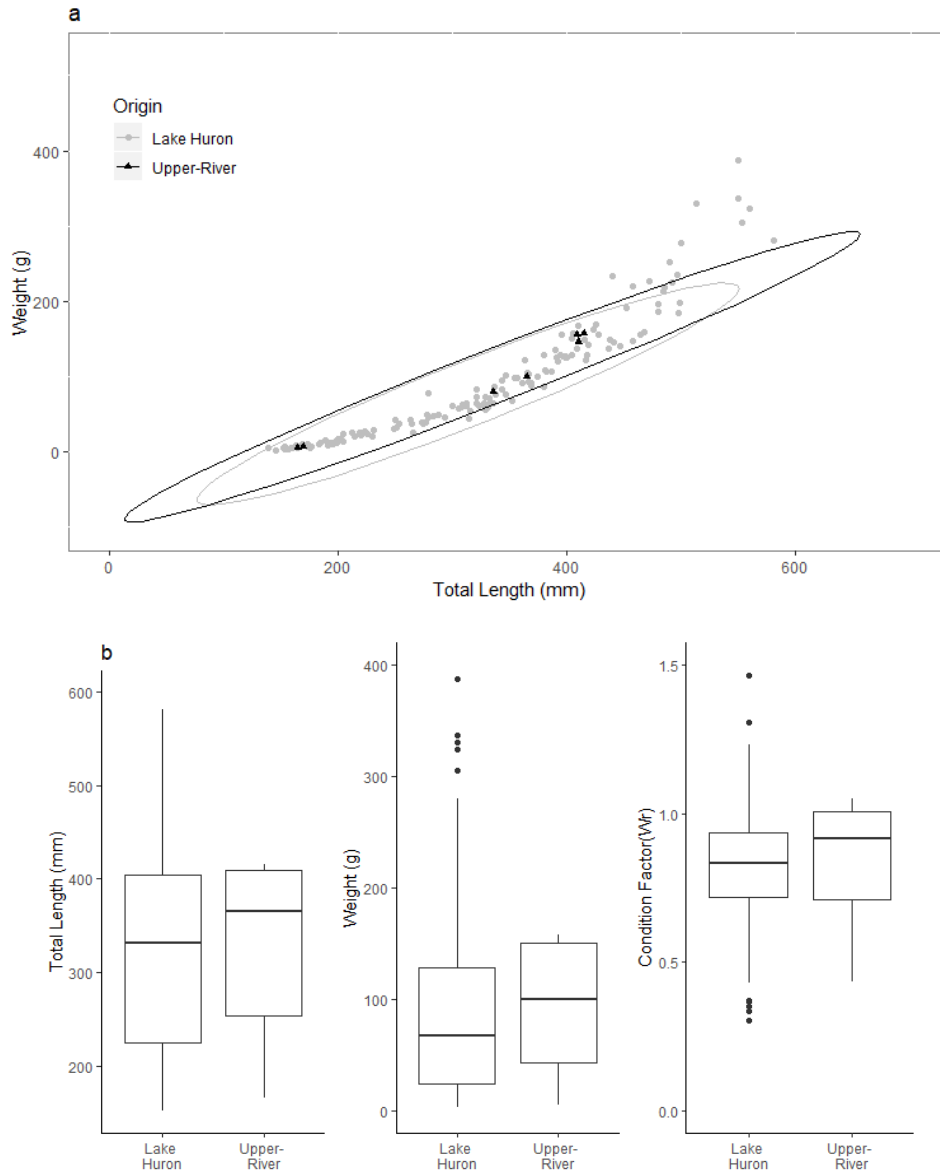 a
Origin
Lake Huron
Upper-River
400
200
0
Weight (g)
0 200 400 600
Total Length (mm)
b
600
500
400
300
200
Total Length (mm)
Lake Huron
Upper-River
400
300
200
100
0
Weight (g)
Lake Huron
Upper-River
1.5
1.0
0.5
0.0
Condition Factor(Wr)
Lake Huron
Upper-River